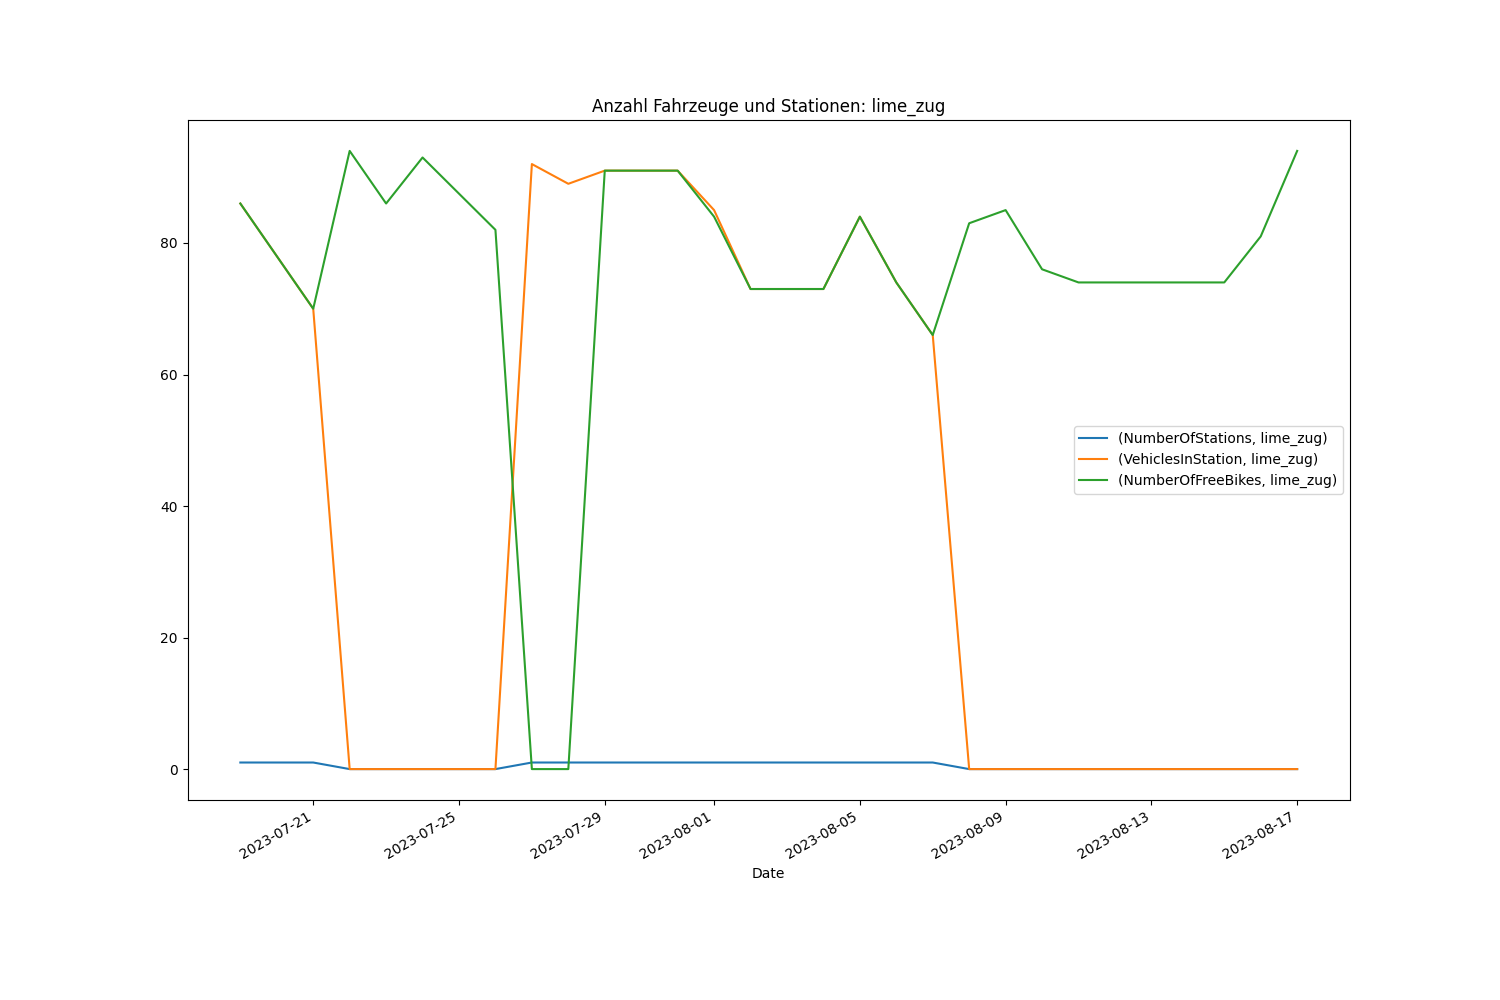 Anzahl Fahrzeuge und Stationen: lime_zug
80
60
40
20
0
(NumberOfStations, lime_zug)
(VehiclesInStation, lime_zug)
(NumberOfFreeBikes, lime_zug)
2023-07-21
2023-07-25
2023-07-29
2023-08-01
2023-08-05
2023-08-09
2023-08-13
2023-08-17
Date